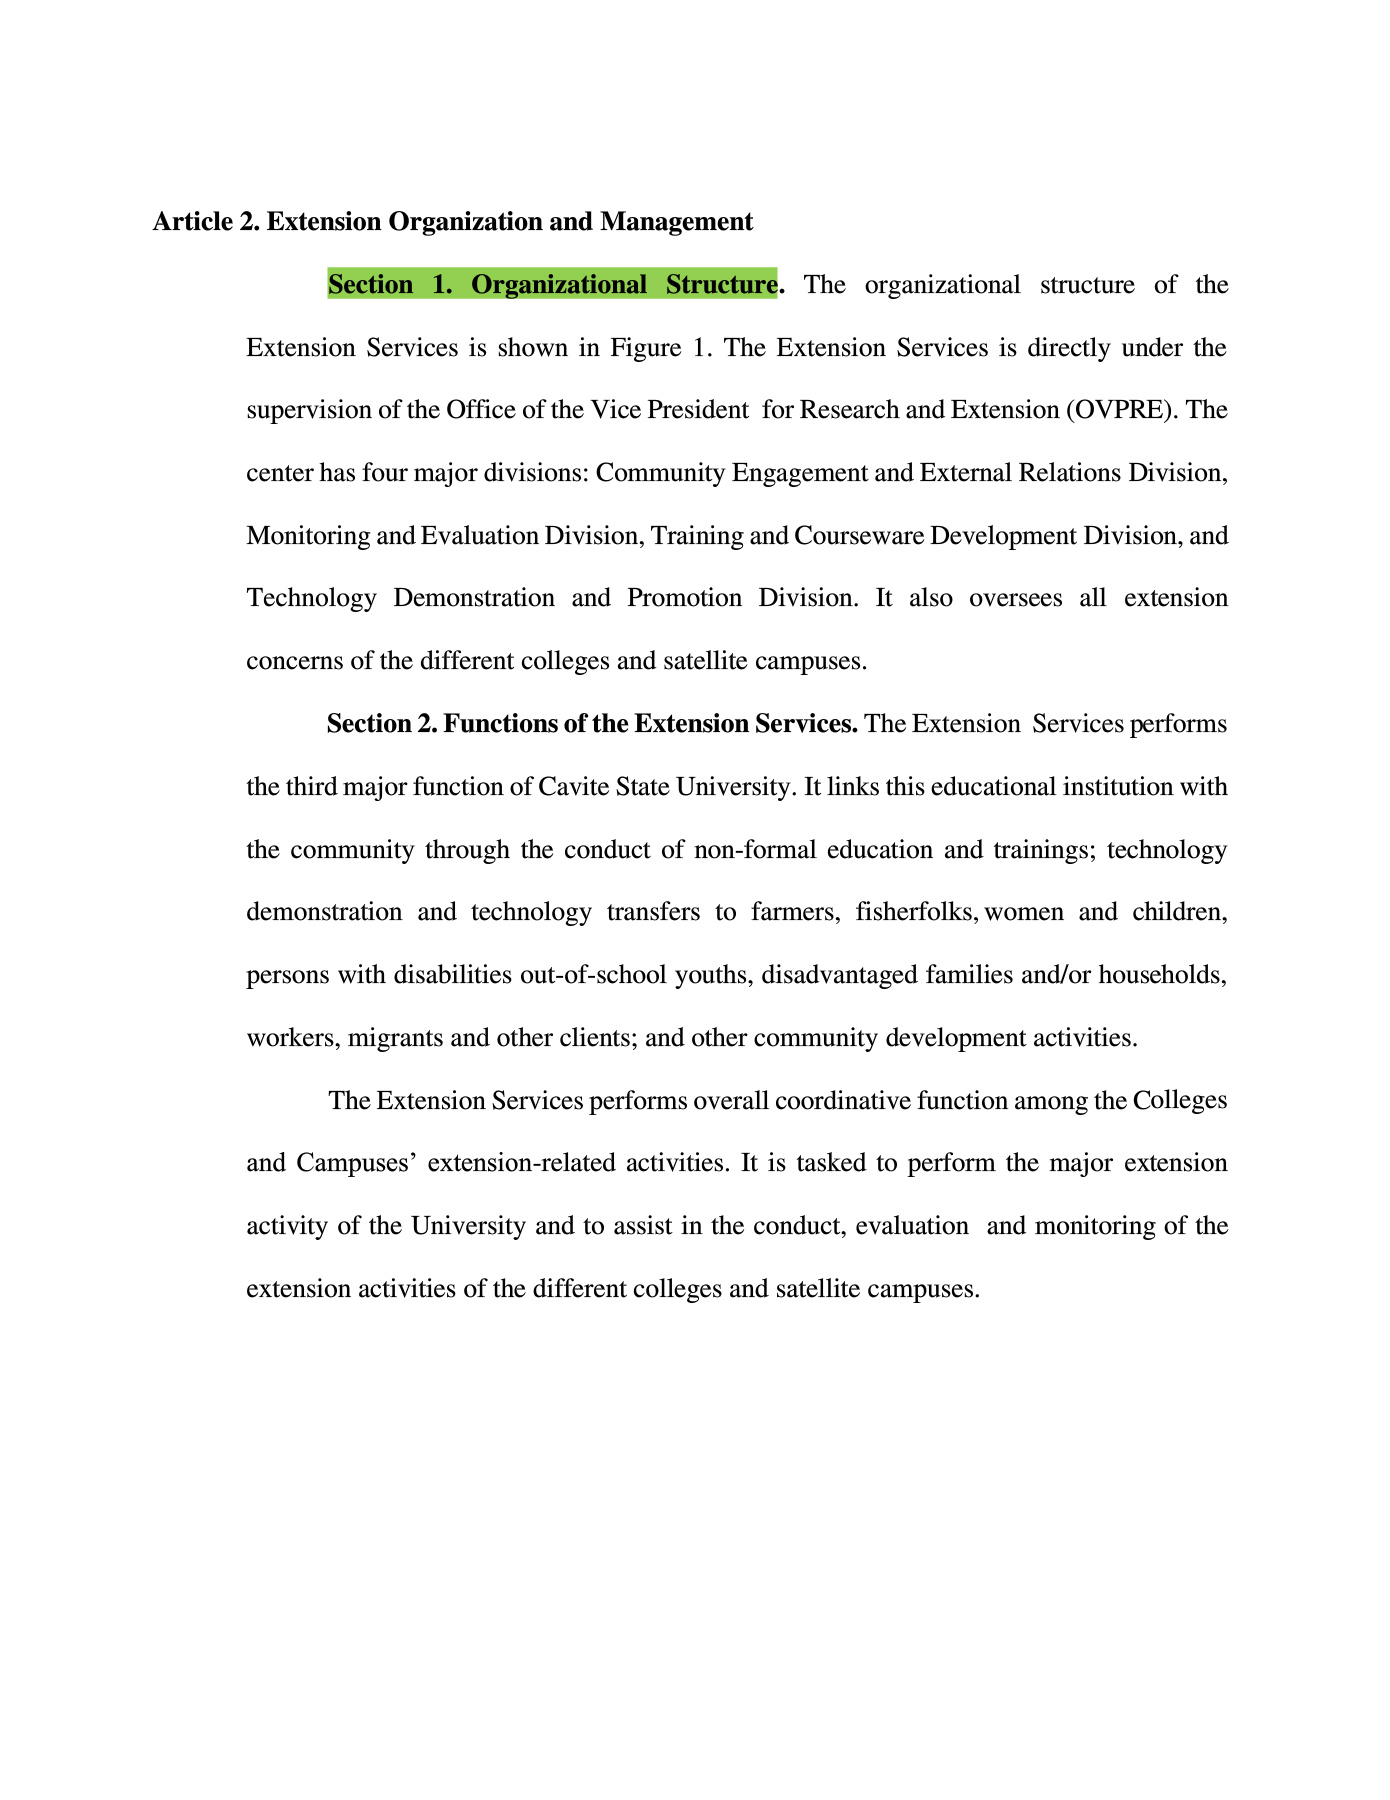 Article 2. Extension Organization and Management
Section 1. Organizational Structure. The organizational structure of the
Extension Services is shown in Figure 1. The Extension Services is directly under the
supervision of the Office of the Vice President for Research and Extension (OVPRE). The
center has four major divisions: Community Engagement and External Relations Division,
Monitoring and Evaluation Division, Training and Courseware Development Division, and
Technology Demonstration and Promotion Division. It also oversees all extension
concerns of the different colleges and satellite campuses.
Section 2. Functions of the Extension Services. The Extension Services performs
the third major function of Cavite State University. It links this educational institution with
the community through the conduct of non-formal education and trainings; technology
demonstration and technology transfers to farmers, fisherfolks, women and children,
persons with disabilities out-of-school youths, disadvantaged families and/or households,
workers, migrants and other clients; and other community development activities.
The Extension Services performs overall coordinative function among the Colleges
and Campuses’ extension-related activities. It is tasked to perform the major extension
activity of the University and to assist in the conduct, evaluation and monitoring of the
extension activities of the different colleges and satellite campuses.